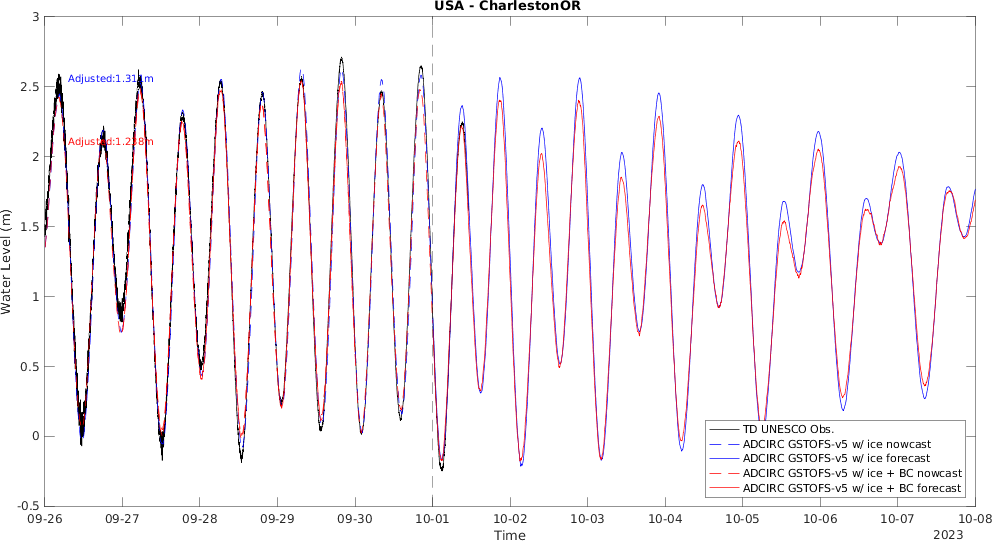 USA - CharlestonOR
3
2.5
2
1.5
1
0.5
0
-0.5
Water Level (m)
Adjusted:1.311m
Adjusted:1.238m
TD UNESCO Obs.
ADCIRC GSTOFS-v5 w/ ice nowcast
ADCIRC GSTOFS-v5 w/ ice forecast
ADCIRC GSTOFS-v5 w/ ice + BC nowcast
ADCIRC GSTOFS-v5 w/ ice + BC forecast
09-26 09-27 09-28 09-29 09-30 10-01 10-02 10-03 10-04 10-05 10-06 10-07 10-08
Time
2023